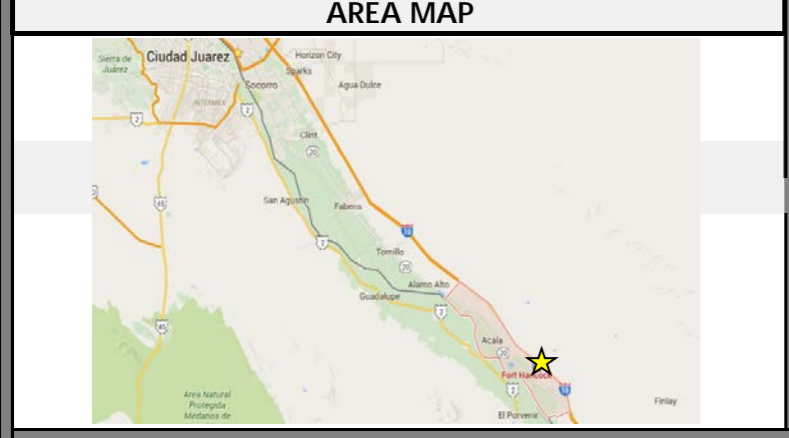 AREA MAP
Sierra de
Juárez
Ciudad Juarez
Horizon City
Sparks
Socorro
Agua Dulce
INTERMEX
2
2
Clint
20
45
San Agustin
Fabens
2
10
Tornillo
20
Alamo Alto
Guadalupe
2
45
Acala
20
Fort Hancock
2
10
Area Natural
Protegida
Médanos de
El Porvenir
Finlay